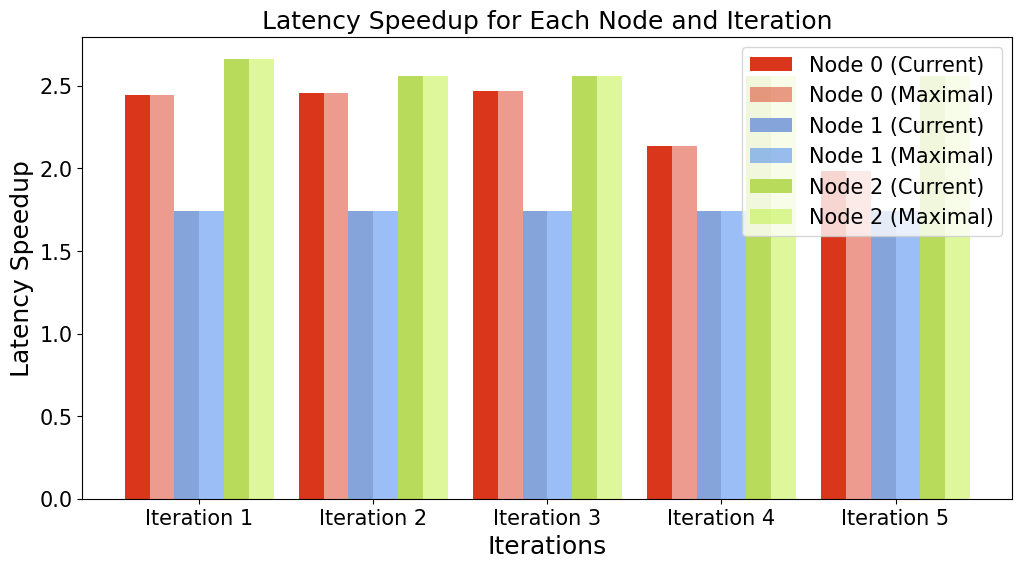 Latency Speedup for Each Node and Iteration
Latency Speedup
2.5
2.0
1.5
1.0
0.5
0.0
Node 0 (Current)
Node 0 (Maximal)
Node 1 (Current)
Node 1 (Maximal)
Node 2 (Current)
Node 2 (Maximal)
Iteration 1
Iteration 2
Iteration 3
Iteration 4
Iteration 5
Iterations